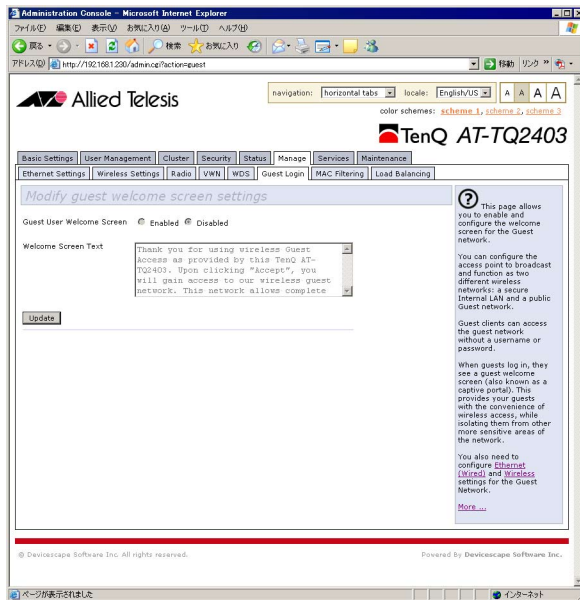 Administration Console - Microsoft Internet Explorer
ファイル(F) 編集(E) 表示(V) お気に入り(A) ツール(T) ヘルプ(H)
戻る 検索 お気に入り
アドレス(D) http://192.168.1.230/admin.cgi?action=guest 移動 リンク »
Allied Telesis
navigation: horizontal tabs locale: English/US A A A A
color schemes: scheme 1, scheme 2, scheme 3
TenQ AT-TQ2403
Basic Settings User Management Cluster Security Status Manage Services Maintenance
Ethernet Settings Wireless Settings Radio VWN WDS Guest Login MAC Filtering Load Balancing
Modify guest welcome screen settings
Guest User Welcome Screen Enabled Disabled
Welcome Screen Text
Thank you for using wireless Guest
Access as provided by this TenQ AT-
TQ2403. Upon clicking "Accept", you
will gain access to our wireless guest
network. This network allows complete
Update
? This page allows
you to enable and
configure the welcome
screen for the Guest
network.
You can configure the
access point to broadcast
and function as two
different wireless
networks: a secure
Internal LAN and a public
Guest network.
Guest clients can access
the guest network
without a username or
password.
When guests log in, they
see a guest welcome
screen (also known as a
captive portal). This
provides your guests
with the convenience of
wireless access, while
isolating them from other
more sensitive areas of
the network.
You also need to
configure Ethernet
(Wired) and Wireless
settings for the Guest
Network.
More ...
© Devicescape Software Inc. All rights reserved. Powered By Devicescape Software Inc.
ページが表示されました インターネット